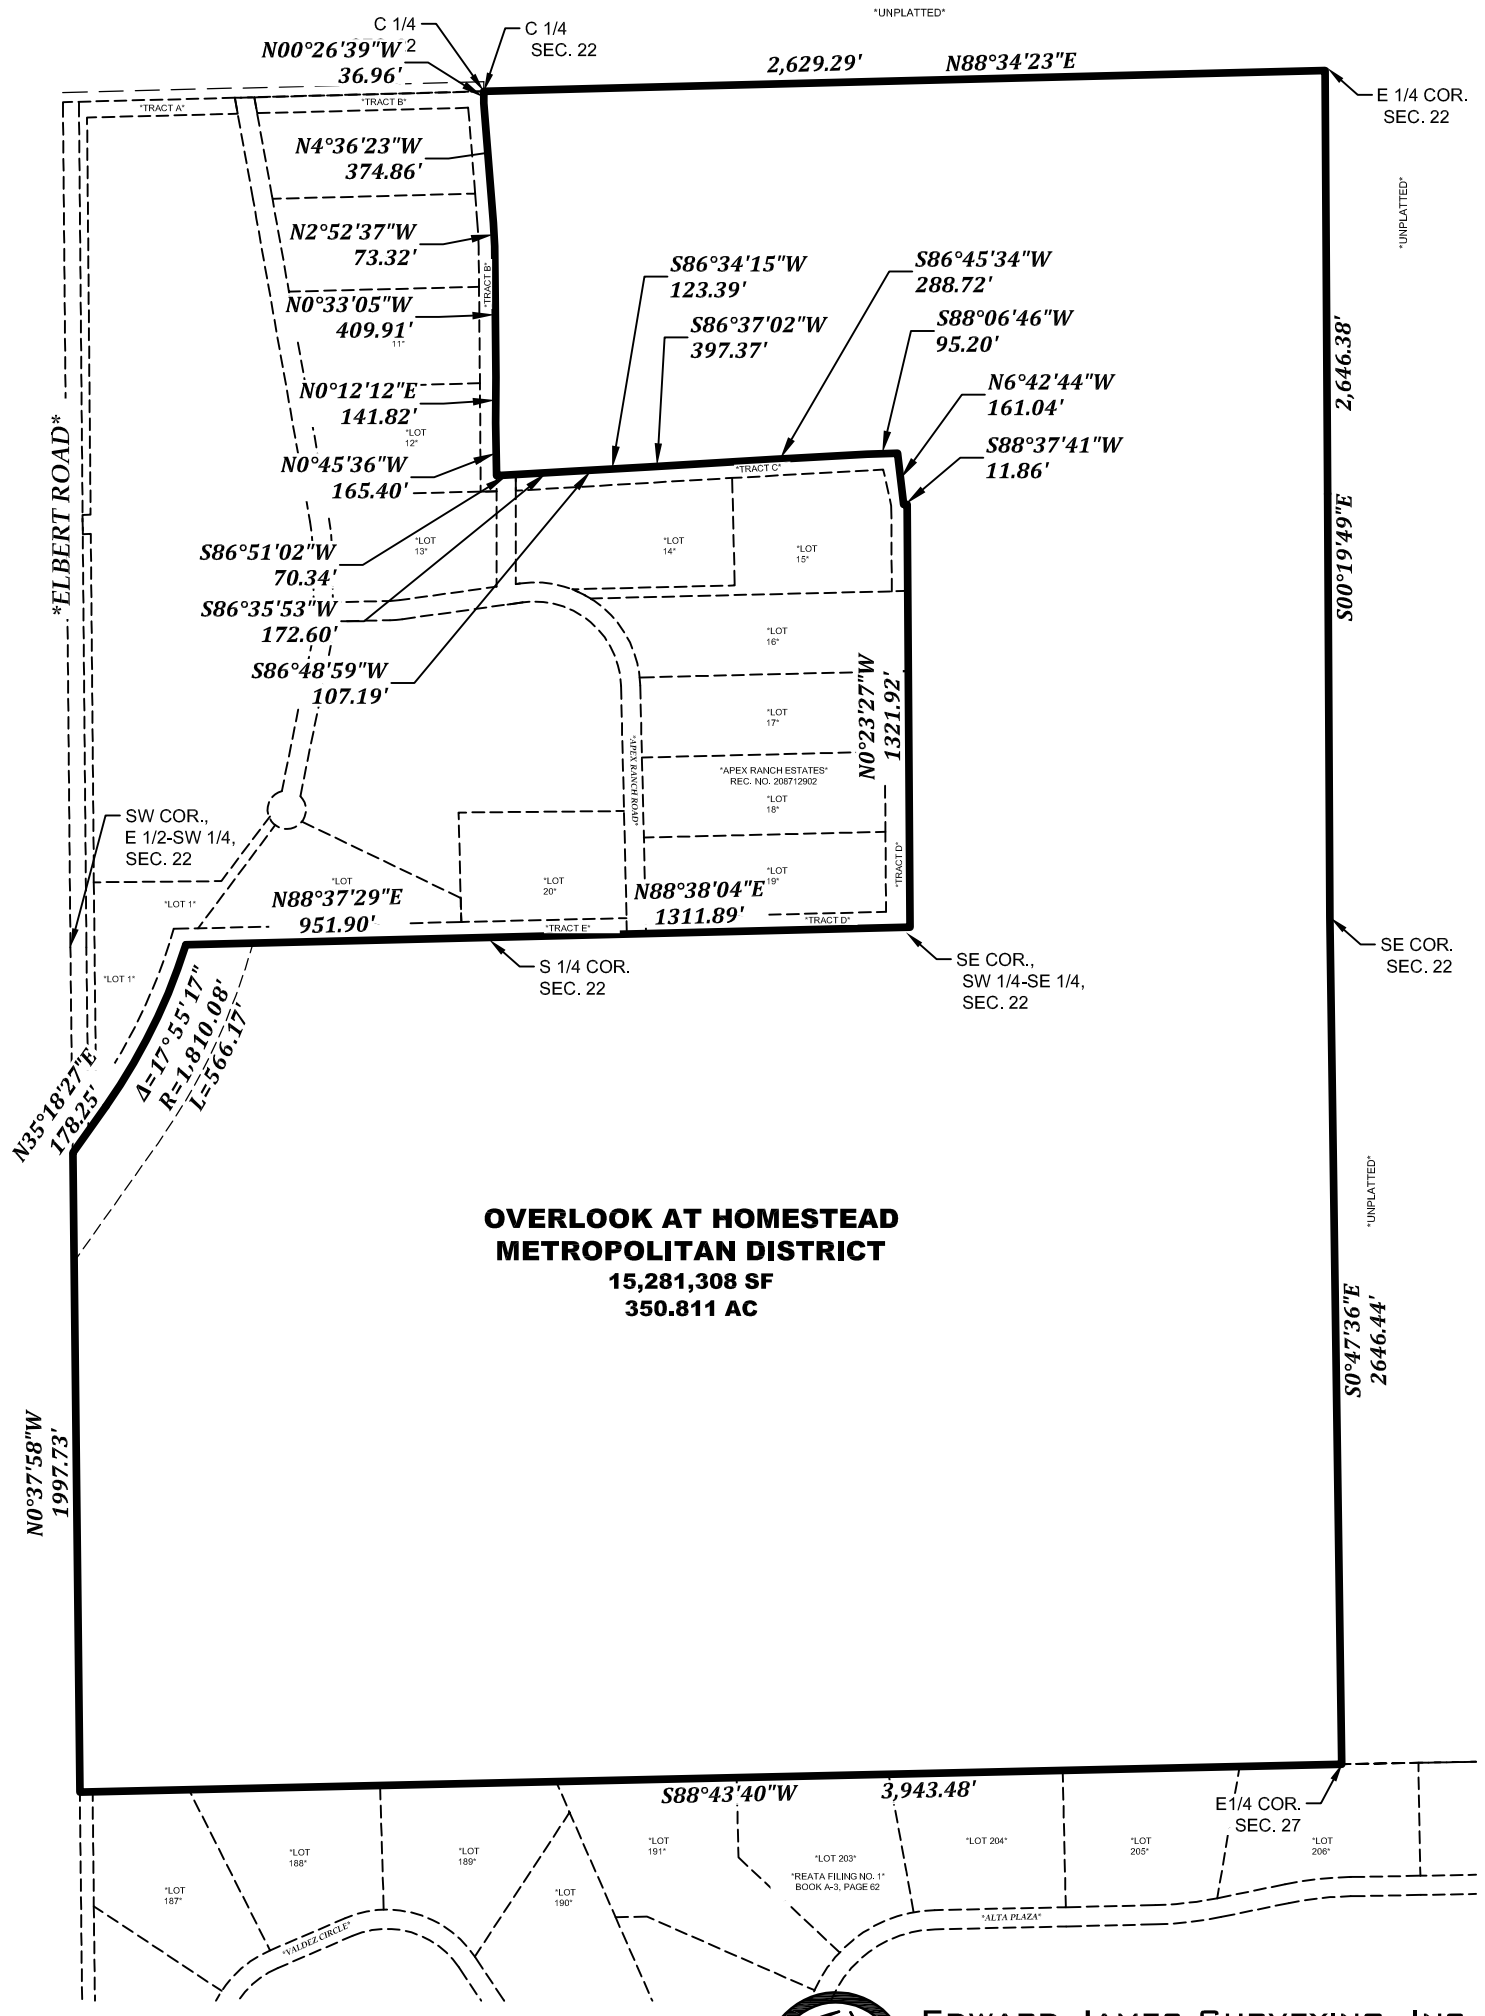 *UNPLATTED*
C 1/4
C 1/4
SEC. 22
N00°26'39"W
36.96'
2,629.29' N88°34'23"E
E 1/4 COR.
SEC. 22
*TRACT A*
*TRACT B*
N4°36'23"W
374.86'
*UNPLATTED*
N2°52'37"W
73.32'
*TRACT B*
N0°33'05"W
409.91'
11*
S86°34'15"W
123.39'
S86°45'34"W
288.72'
S86°37'02"W
397.37'
S88°06'46"W
95.20'
2,646.38'
S00°19'49"E
N0°12'12"E
141.82'
*LOT
12*
N6°42'44"W
161.04'
N0°45'36"W
165.40'
S88°37'41"W
11.86'
*TRACT C*
*ELBERT ROAD*
*LOT
13*
*LOT
14*
*LOT
15*
S86°51'02"W
70.34'
S86°35'53"W
172.60'
S86°48'59"W
107.19'
*LOT
16*
*LOT
17*
N0°23'27"W
1321.92'
*APEX RANCH ROAD*
*APEX RANCH ESTATES*
REC. NO. 208712902
*LOT
18*
SW COR.,
E 1/2-SW 1/4,
SEC. 22
*TRACT D*
*LOT
*LOT
20*
*LOT
19*
*LOT 1*
N88°37'29"E
951.90'
N88°38'04"E
1311.89'
*TRACT E*
*TRACT D*
*LOT 1*
S 1/4 COR.
SEC. 22
SE COR.,
SW 1/4-SE 1/4,
SEC. 22
SE COR.
SEC. 22
N35°18'27"E
178.25'
Δ=17°55'17"
R=1,810.08'
L=566.17'
*UNPLATTED*
OVERLOOK AT HOMESTEAD
METROPOLITAN DISTRICT
15,281,308 SF
350.811 AC
S0°47'36"E
2646.44'
N0°37'58"W
1997.73'
S88°43'40"W 3,943.48'
E1/4 COR.
SEC. 27
*LOT
187*
*LOT
188*
*LOT
189*
*LOT
190*
*LOT
191*
*LOT 203*
*REATA FILING NO. 1*
BOOK A-3, PAGE 62
*LOT 204*
*LOT
205*
*LOT
206*
*VALDEZ CIRCLE*
*ALTA PLAZA*
EDWARD-JAMES SURVEYING, INC.